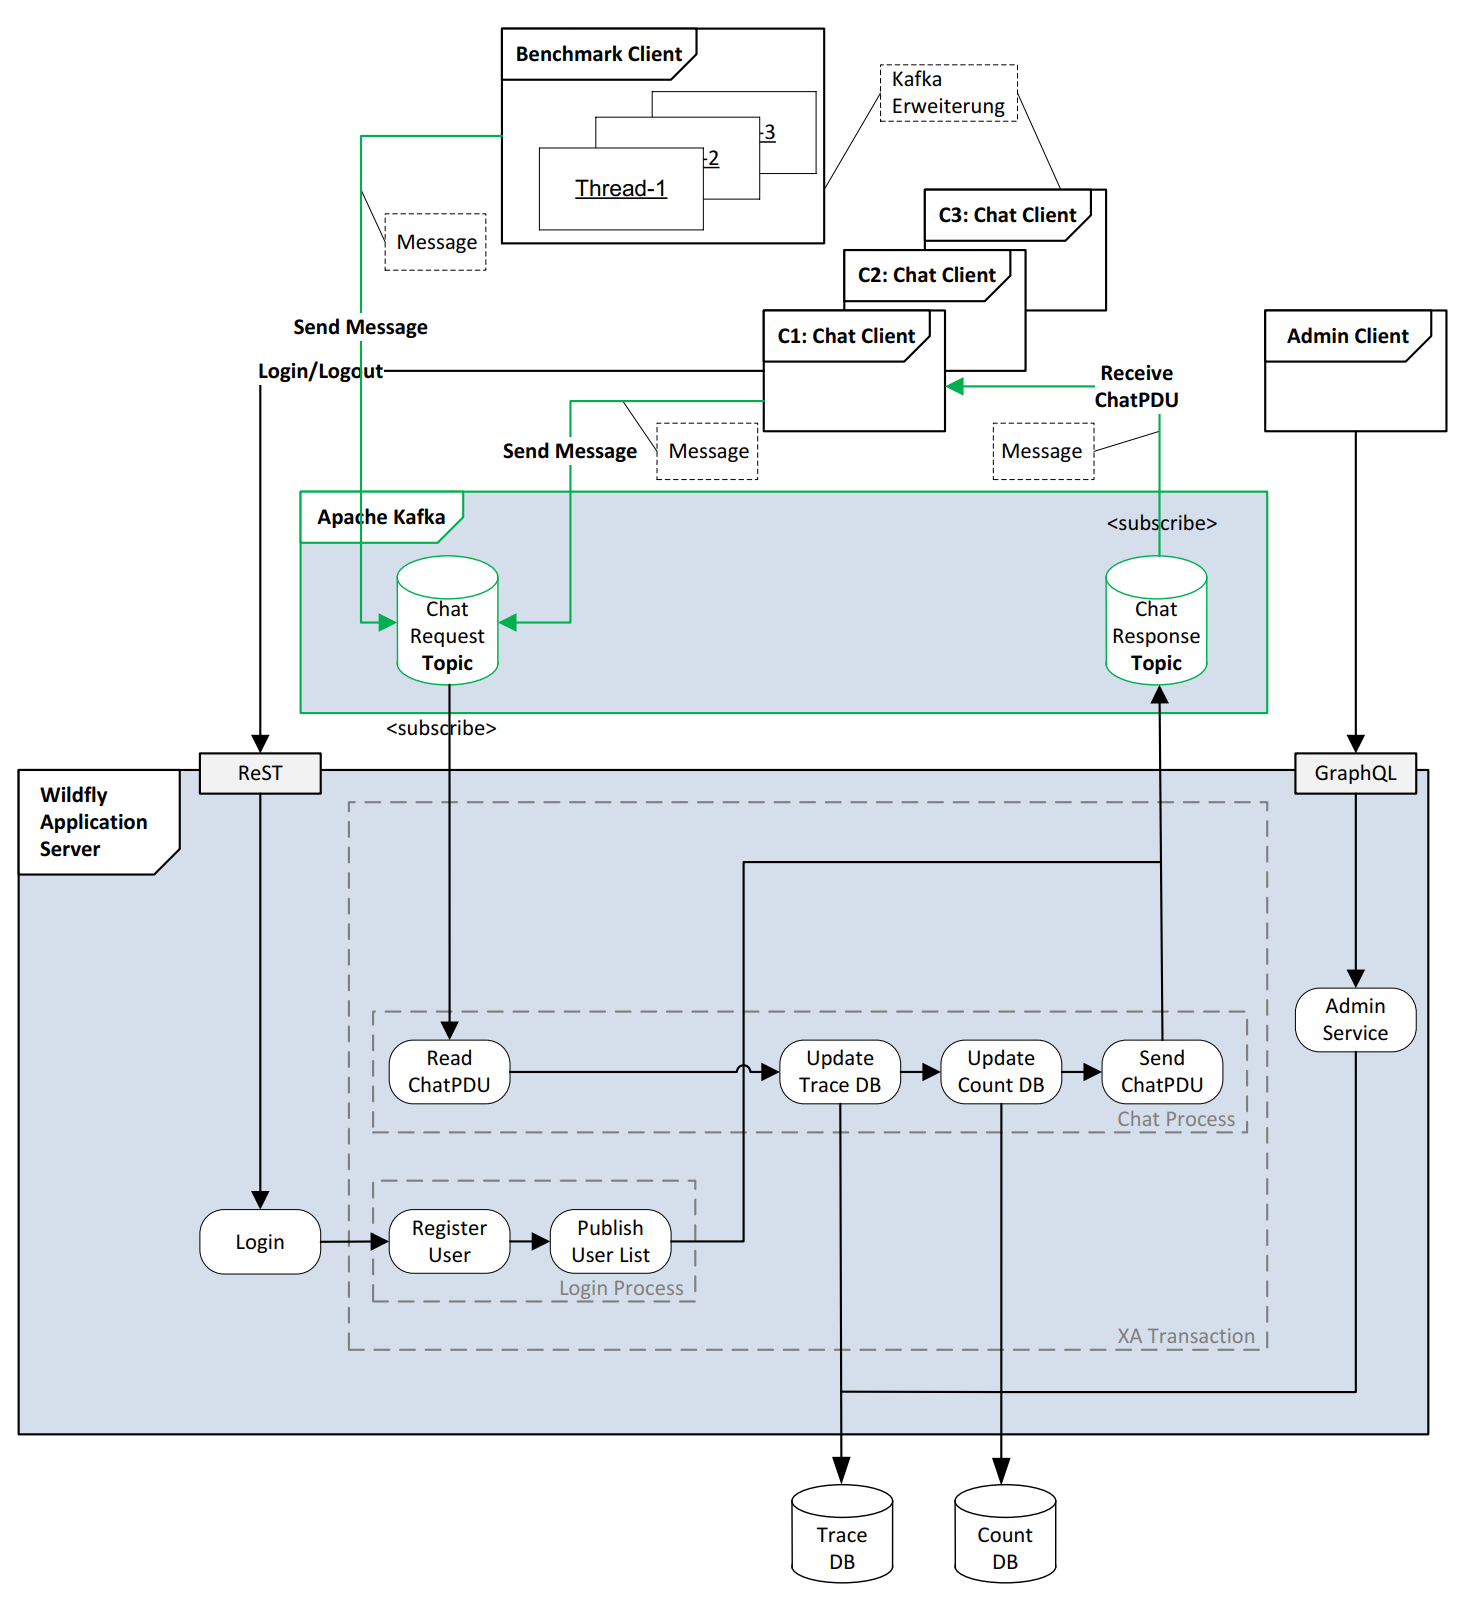 Benchmark Client
Kafka
Erweiterung
-3
-2
Thread-1
C3: Chat Client
Message
C2: Chat Client
Send Message
C1: Chat Client
Admin Client
Login/Logout
Receive
ChatPDU
Send Message
Message
Message
Apache Kafka
<subscribe>
Chat
Request
Topic
Chat
Response
Topic
<subscribe>
ReST
GraphQL
Wildfly
Application
Server
Admin
Service
Read
ChatPDU
Update
Trace DB
Update
Count DB
Send
ChatPDU
Chat Process
Login
Register
User
Publish
User List
Login Process
XA Transaction
Trace
DB
Count
DB